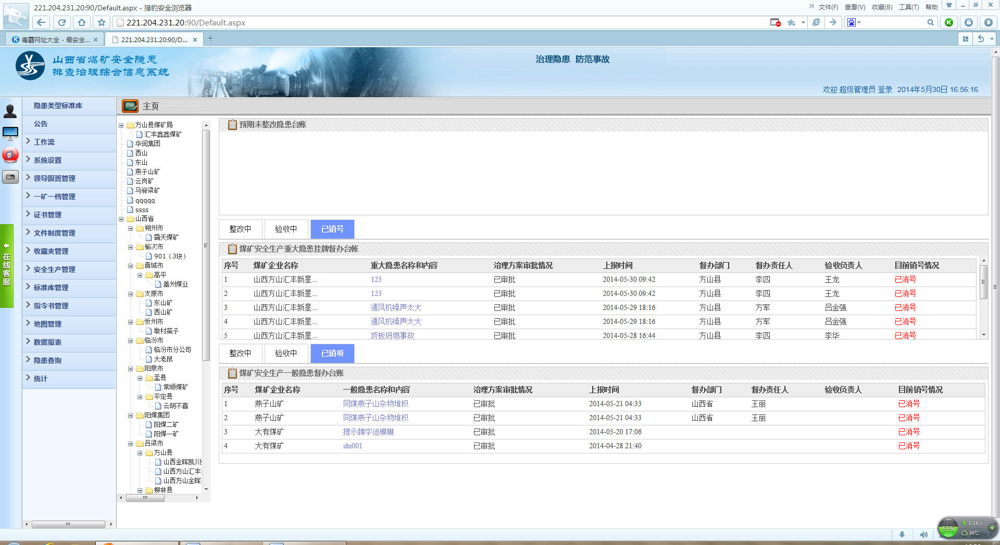 221.204.231.20:90/Default.aspx - 猎豹安全浏览器
文件(F) 查看(V) 收藏(B) 工具(T) 帮助
221.204.231.20:90/Default.aspx
毒霸网址大全 - 最安全...
221.204.231.20:90/D...
山西省煤矿安全隐患
排查治理综合信息系统
治理隐患 防范事故
欢迎 超级管理员 登录 2014年5月30日 16:56:16
在线客服
隐患类型标准库
公告
工作流
系统设置
领导跟班管理
一矿一档管理
证书管理
文件制度管理
收藏夹管理
安全生产管理
标准库管理
指令书管理
地图管理
数据报表
隐患查询
统计
主页
方山县煤矿局
汇丰鑫鑫煤矿
华润集团
西山
东山
燕子山矿
云岗矿
马脊梁矿
qqqqq
ssss
山西省
朔州市
霸天煤矿
榆次市
901（3块）
晋城市
高平
盖州煤业
太原市
东山矿
西山矿
忻州市
墩村蛮子
临汾市
临汾市分公司
大老鼠
阳泉市
盂县
常顺煤矿
平定县
云胡不喜
阳煤集团
阳煤二矿
阳煤一矿
吕梁市
方山县
山西金晖凯川
山西方山汇丰
山西方山金晖
柳林县
预期未整改隐患台账
整改中 验收中 已销号
煤矿安全生产重大隐患挂牌督办台帐
序号 煤矿企业名称 重大隐患名称和内容 治理方案审批情况 上报时间 督办部门 督办责任人 验收负责人 目前销号情况
1 山西方山汇丰新星... 123 已审批 2014-05-30 09:42 方山县 李四 王龙 已消号
2 山西方山汇丰新星... 123 已审批 2014-05-30 09:42 方山县 李四 王龙 已消号
3 山西方山汇丰新星... 通风机噪声太大 已审批 2014-05-29 18:16 方山县 方军 吕金强 已消号
4 山西方山汇丰新星... 通风机噪声太大 已审批 2014-05-29 18:16 方山县 方军 吕金强 已消号
5 山西方山汇丰新星... 顶板坍塌事故 已审批 2014-05-28 16:44 方山县 李四 李华 已消号
整改中 验收中 已销项
煤矿安全生产一般隐患督办台账
序号 煤矿企业名称 一般隐患名称和内容 治理方案审批情况 上报时间 督办部门 督办责任人 验收负责人 目前销号情况
1 燕子山矿 同煤燕子山杂物堆积 已审批 2014-05-21 04:33 山西省 王丽 已消号
2 燕子山矿 同煤燕子山杂物堆积 已审批 2014-05-21 04:33 山西省 王丽 已消号
3 大有煤矿 提示牌字迹模糊 已审批 2014-05-20 17:06 已消号
4 大有煤矿 shi001 已审批 2014-04-28 21:40 已消号
55% 0.1K/s
34℃